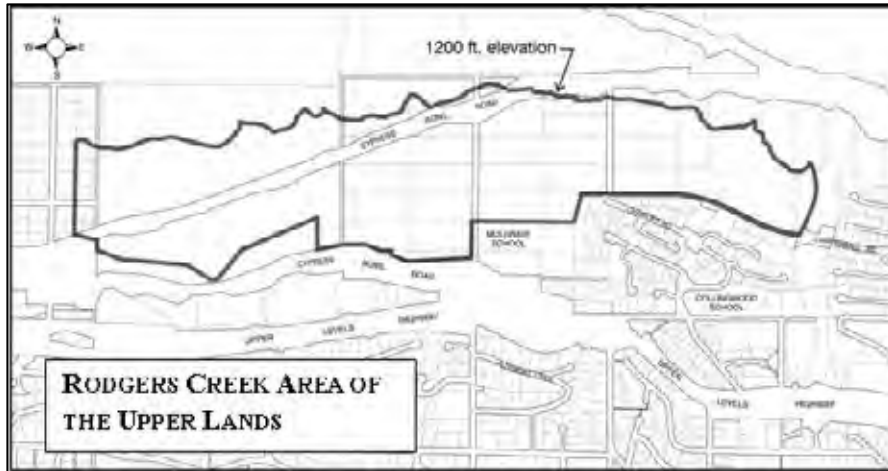 N
W
E
S
1200 ft. elevation
CYPRESS BOWL ROAD
MULGRAVE
SCHOOL
CYPRESS BOWL ROAD
COLLINGWOOD
SCHOOL
UPPER LEVELS HIGHWAY
UPPER
LEVELS HIGHWAY
RODGERS CREEK AREA OF
THE UPPER LANDS